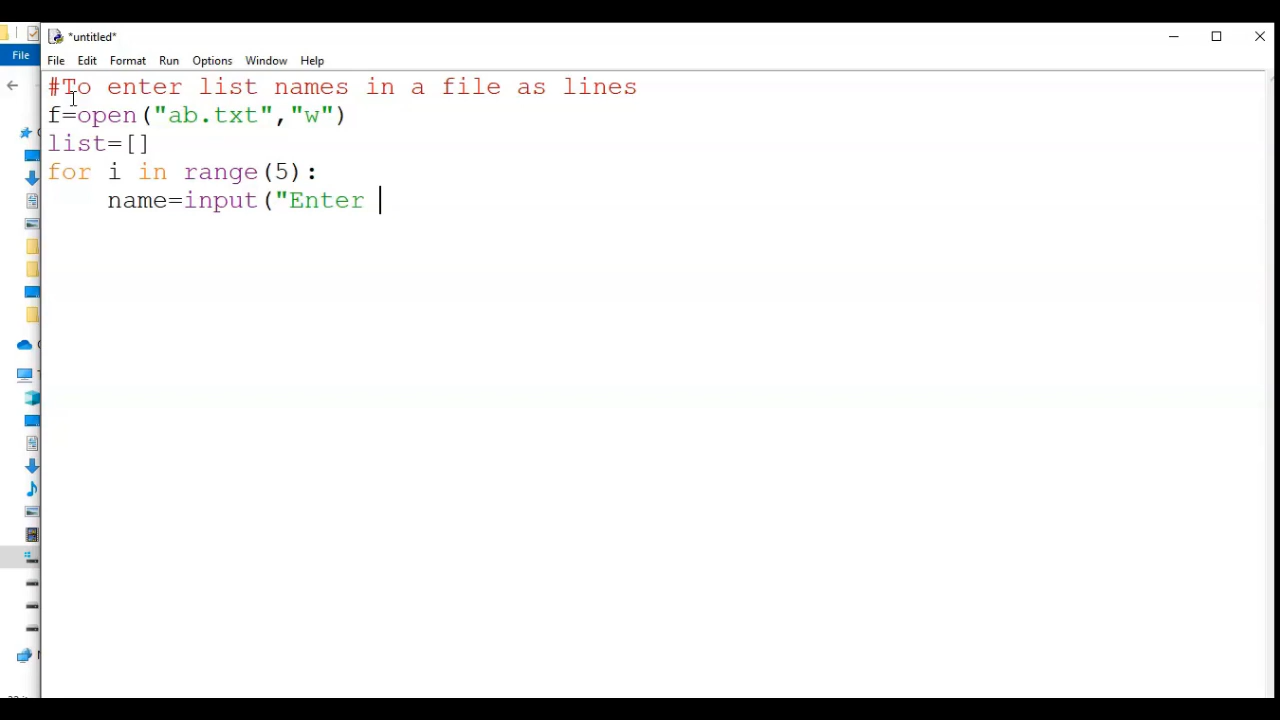 File
*untitled*
File Edit Format Run Options Window Help
#To enter list names in a file as lines
f=open("ab.txt","w")
list=[]
for i in range(5):
    name=input("Enter